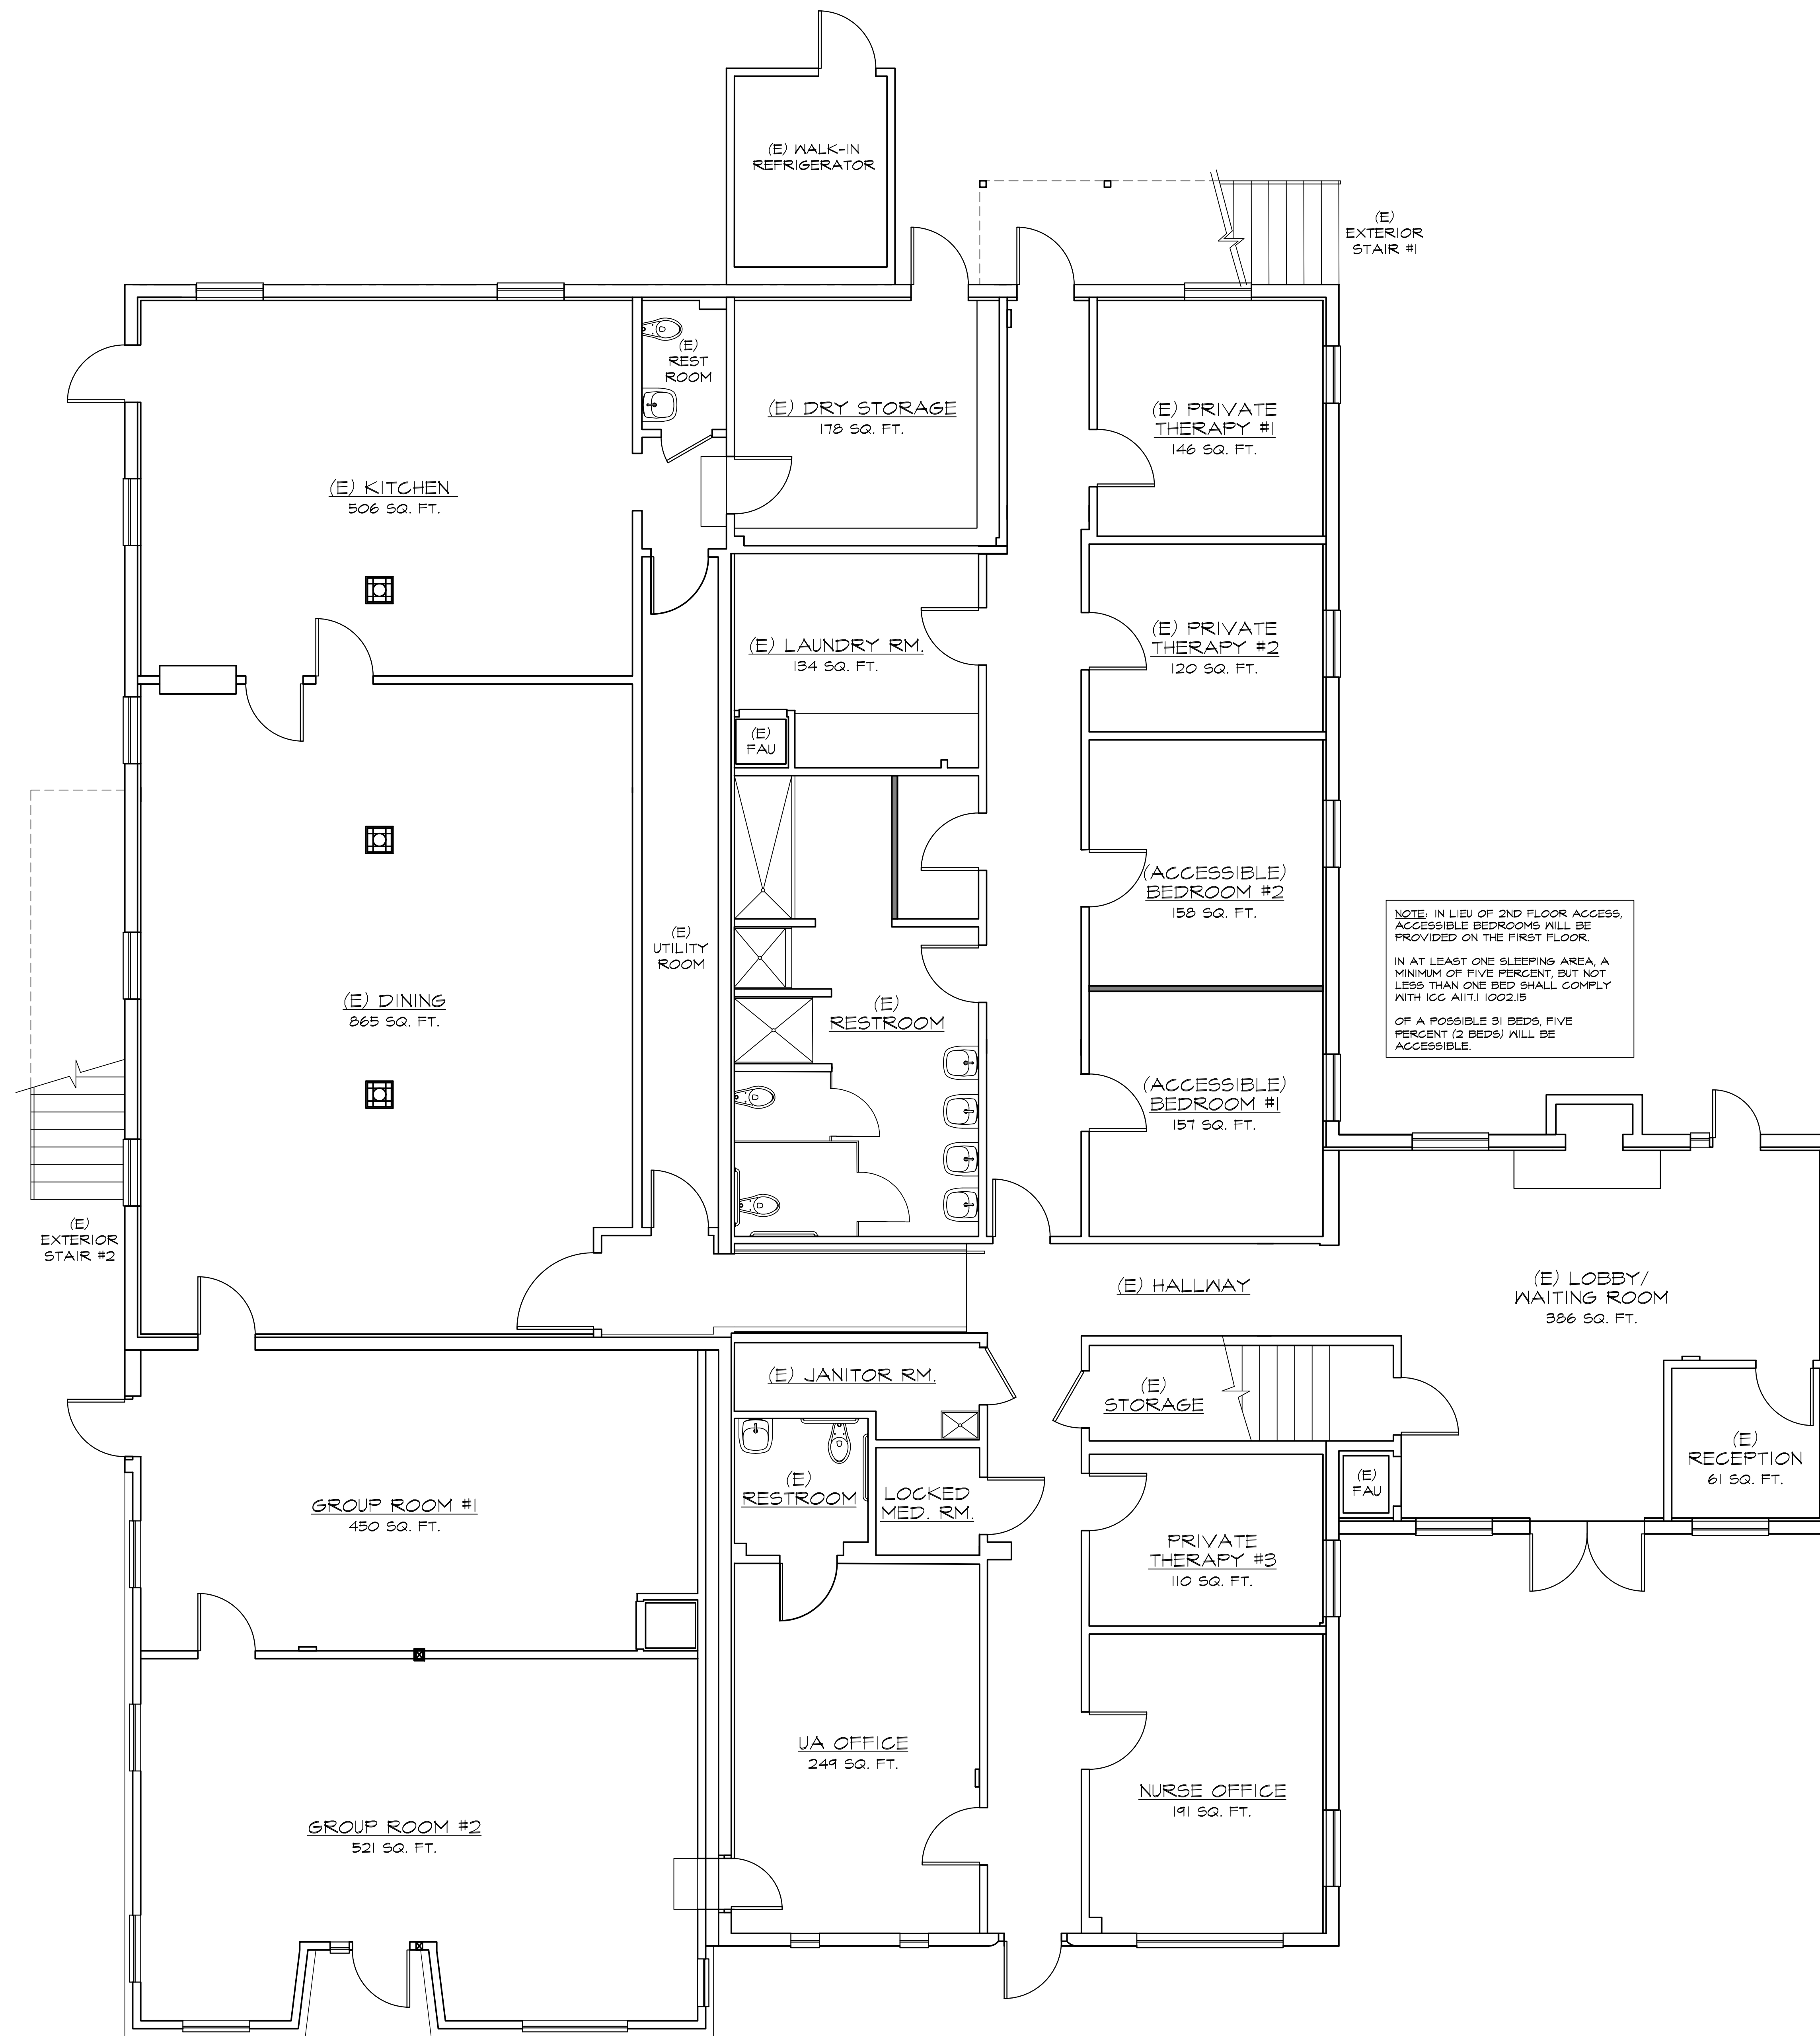 (E) WALK-IN
REFRIGERATOR
(E)
EXTERIOR
STAIR #1
(E)
REST
ROOM
(E) DRY STORAGE
178 SQ. FT.
(E) PRIVATE
THERAPY #1
146 SQ. FT.
(E) KITCHEN
506 SQ. FT.
(E) LAUNDRY RM.
134 SQ. FT.
(E) PRIVATE
THERAPY #2
120 SQ. FT.
(E)
FAU
(ACCESSIBLE)
BEDROOM #2
158 SQ. FT.
NOTE: IN LIEU OF 2ND FLOOR ACCESS,
ACCESSIBLE BEDROOMS WILL BE
PROVIDED ON THE FIRST FLOOR.
IN AT LEAST ONE SLEEPING AREA, A
MINIMUM OF FIVE PERCENT, BUT NOT
LESS THAN ONE BED SHALL COMPLY
WITH ICC A117.1 1002.15
OF A POSSIBLE 31 BEDS, FIVE
PERCENT (2 BEDS) WILL BE
ACCESSIBLE.
(E)
UTILITY
ROOM
(E) DINING
865 SQ. FT.
(E)
RESTROOM
(ACCESSIBLE)
BEDROOM #1
157 SQ. FT.
(E)
EXTERIOR
STAIR #2
(E) HALLWAY
(E) LOBBY/
WAITING ROOM
386 SQ. FT.
(E) JANITOR RM.
(E)
STORAGE
(E)
RECEPTION
61 SQ. FT.
(E)
FAU
(E)
RESTROOM
LOCKED
MED. RM.
GROUP ROOM #1
450 SQ. FT.
PRIVATE
THERAPY #3
110 SQ. FT.
UA OFFICE
249 SQ. FT.
NURSE OFFICE
191 SQ. FT.
GROUP ROOM #2
521 SQ. FT.